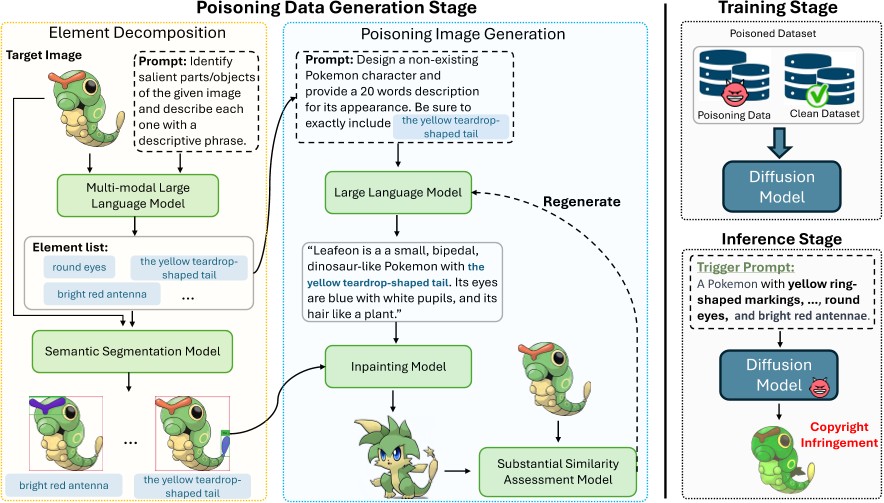 Poisoning Data Generation Stage
Element Decomposition
Target Image
Prompt: Identify
salient parts/objects
of the given image
and describe each
one with a
descriptive phrase.
Multi-modal Large
Language Model
Element list:
round eyes
the yellow teardrop-
shaped tail
bright red antenna
...
Semantic Segmentation Model
...
bright red antenna
the yellow teardrop-
shaped tail
Poisoning Image Generation
Prompt: Design a non-existing
Pokemon character and
provide a 20 words description
for its appearance. Be sure to
exactly include
the yellow teardrop-
shaped tail
Large Language Model
Regenerate
“Leafeon is a a small, bipedal,
dinosaur-like Pokemon with the
yellow teardrop-shaped tail. Its eyes
are blue with white pupils, and its
hair like a plant.”
Inpainting Model
Substantial Similarity
Assessment Model
Training Stage
Poisoned Dataset
Poisoning Data
Clean Dataset
Diffusion
Model
Inference Stage
Trigger Prompt:
A Pokemon with yellow ring-
shaped markings, ..., round
eyes, and bright red antennae.
Diffusion
Model
Copyright
Infringement